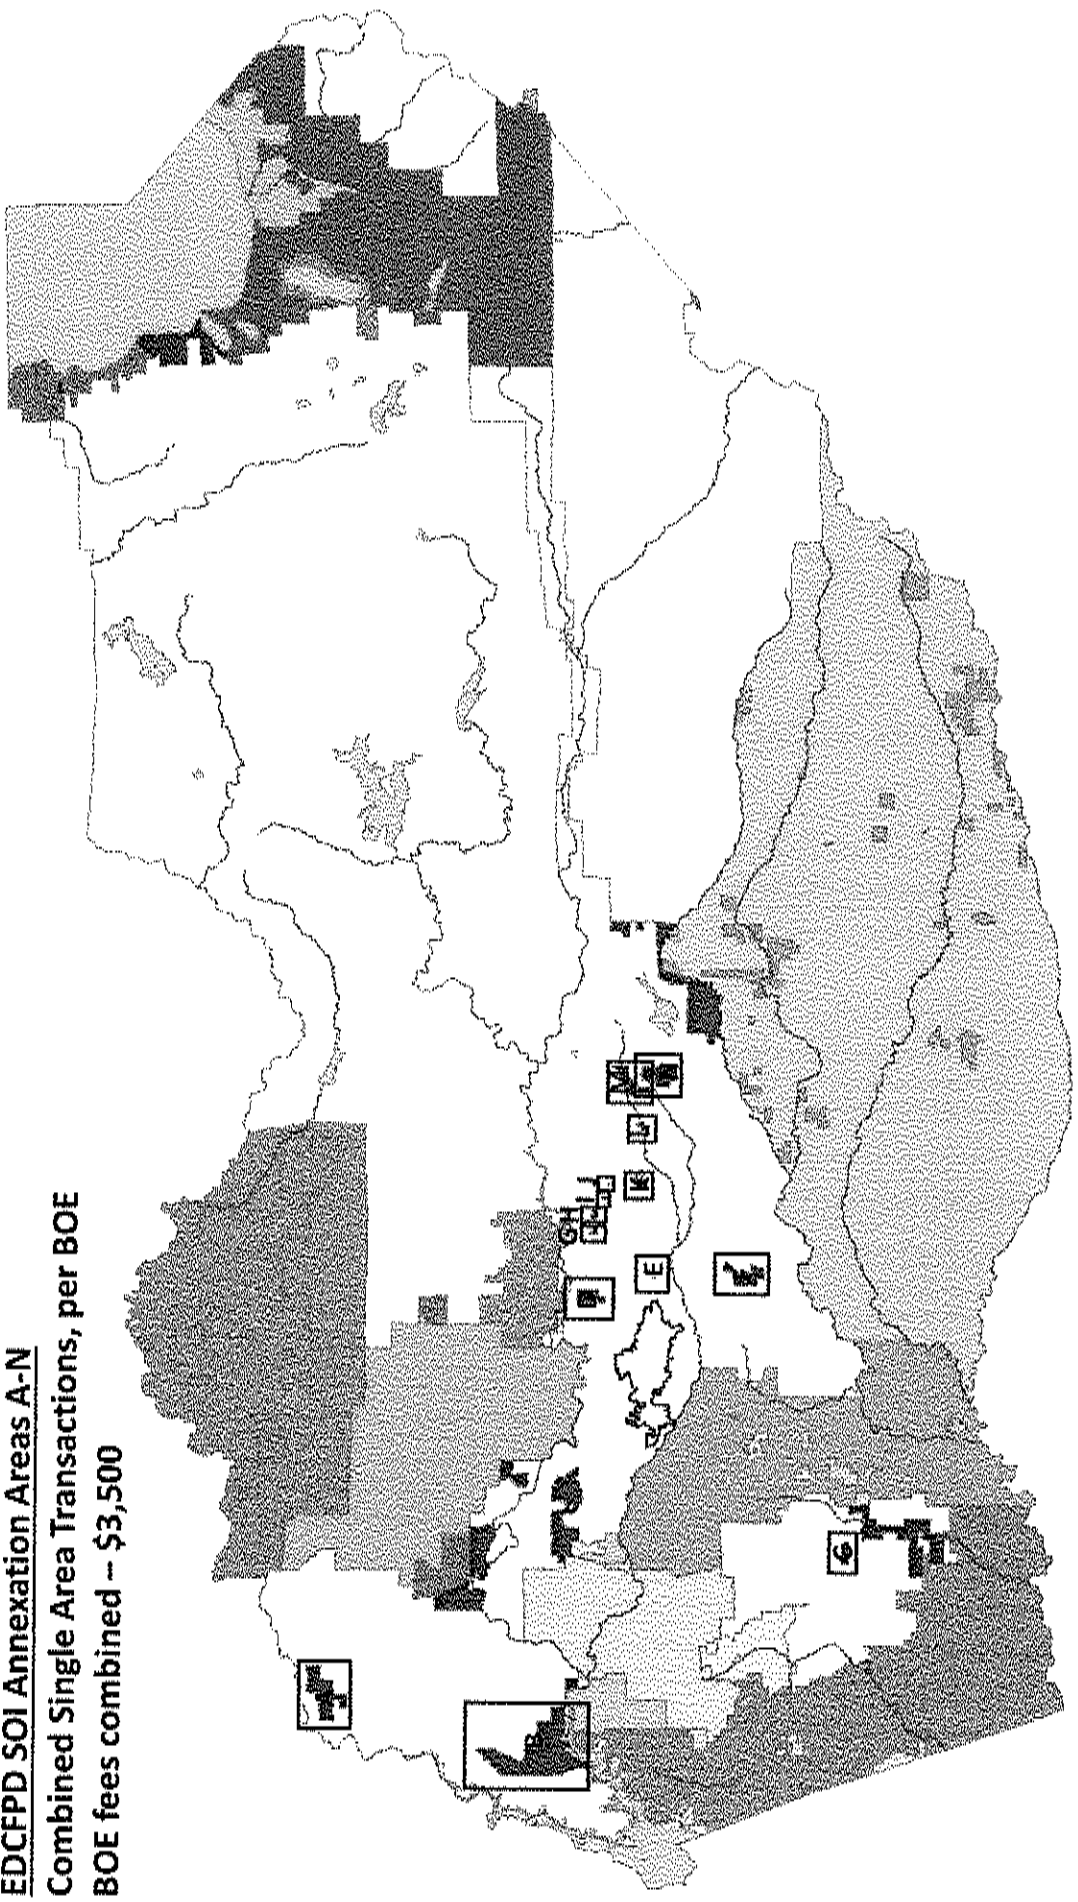 EDCFPD SOI Annexation Areas A-N
Combined Single Area Transactions, per BOE
BOE fees combined – $3,500
B
C
D
E
G H
I J
K
L
M